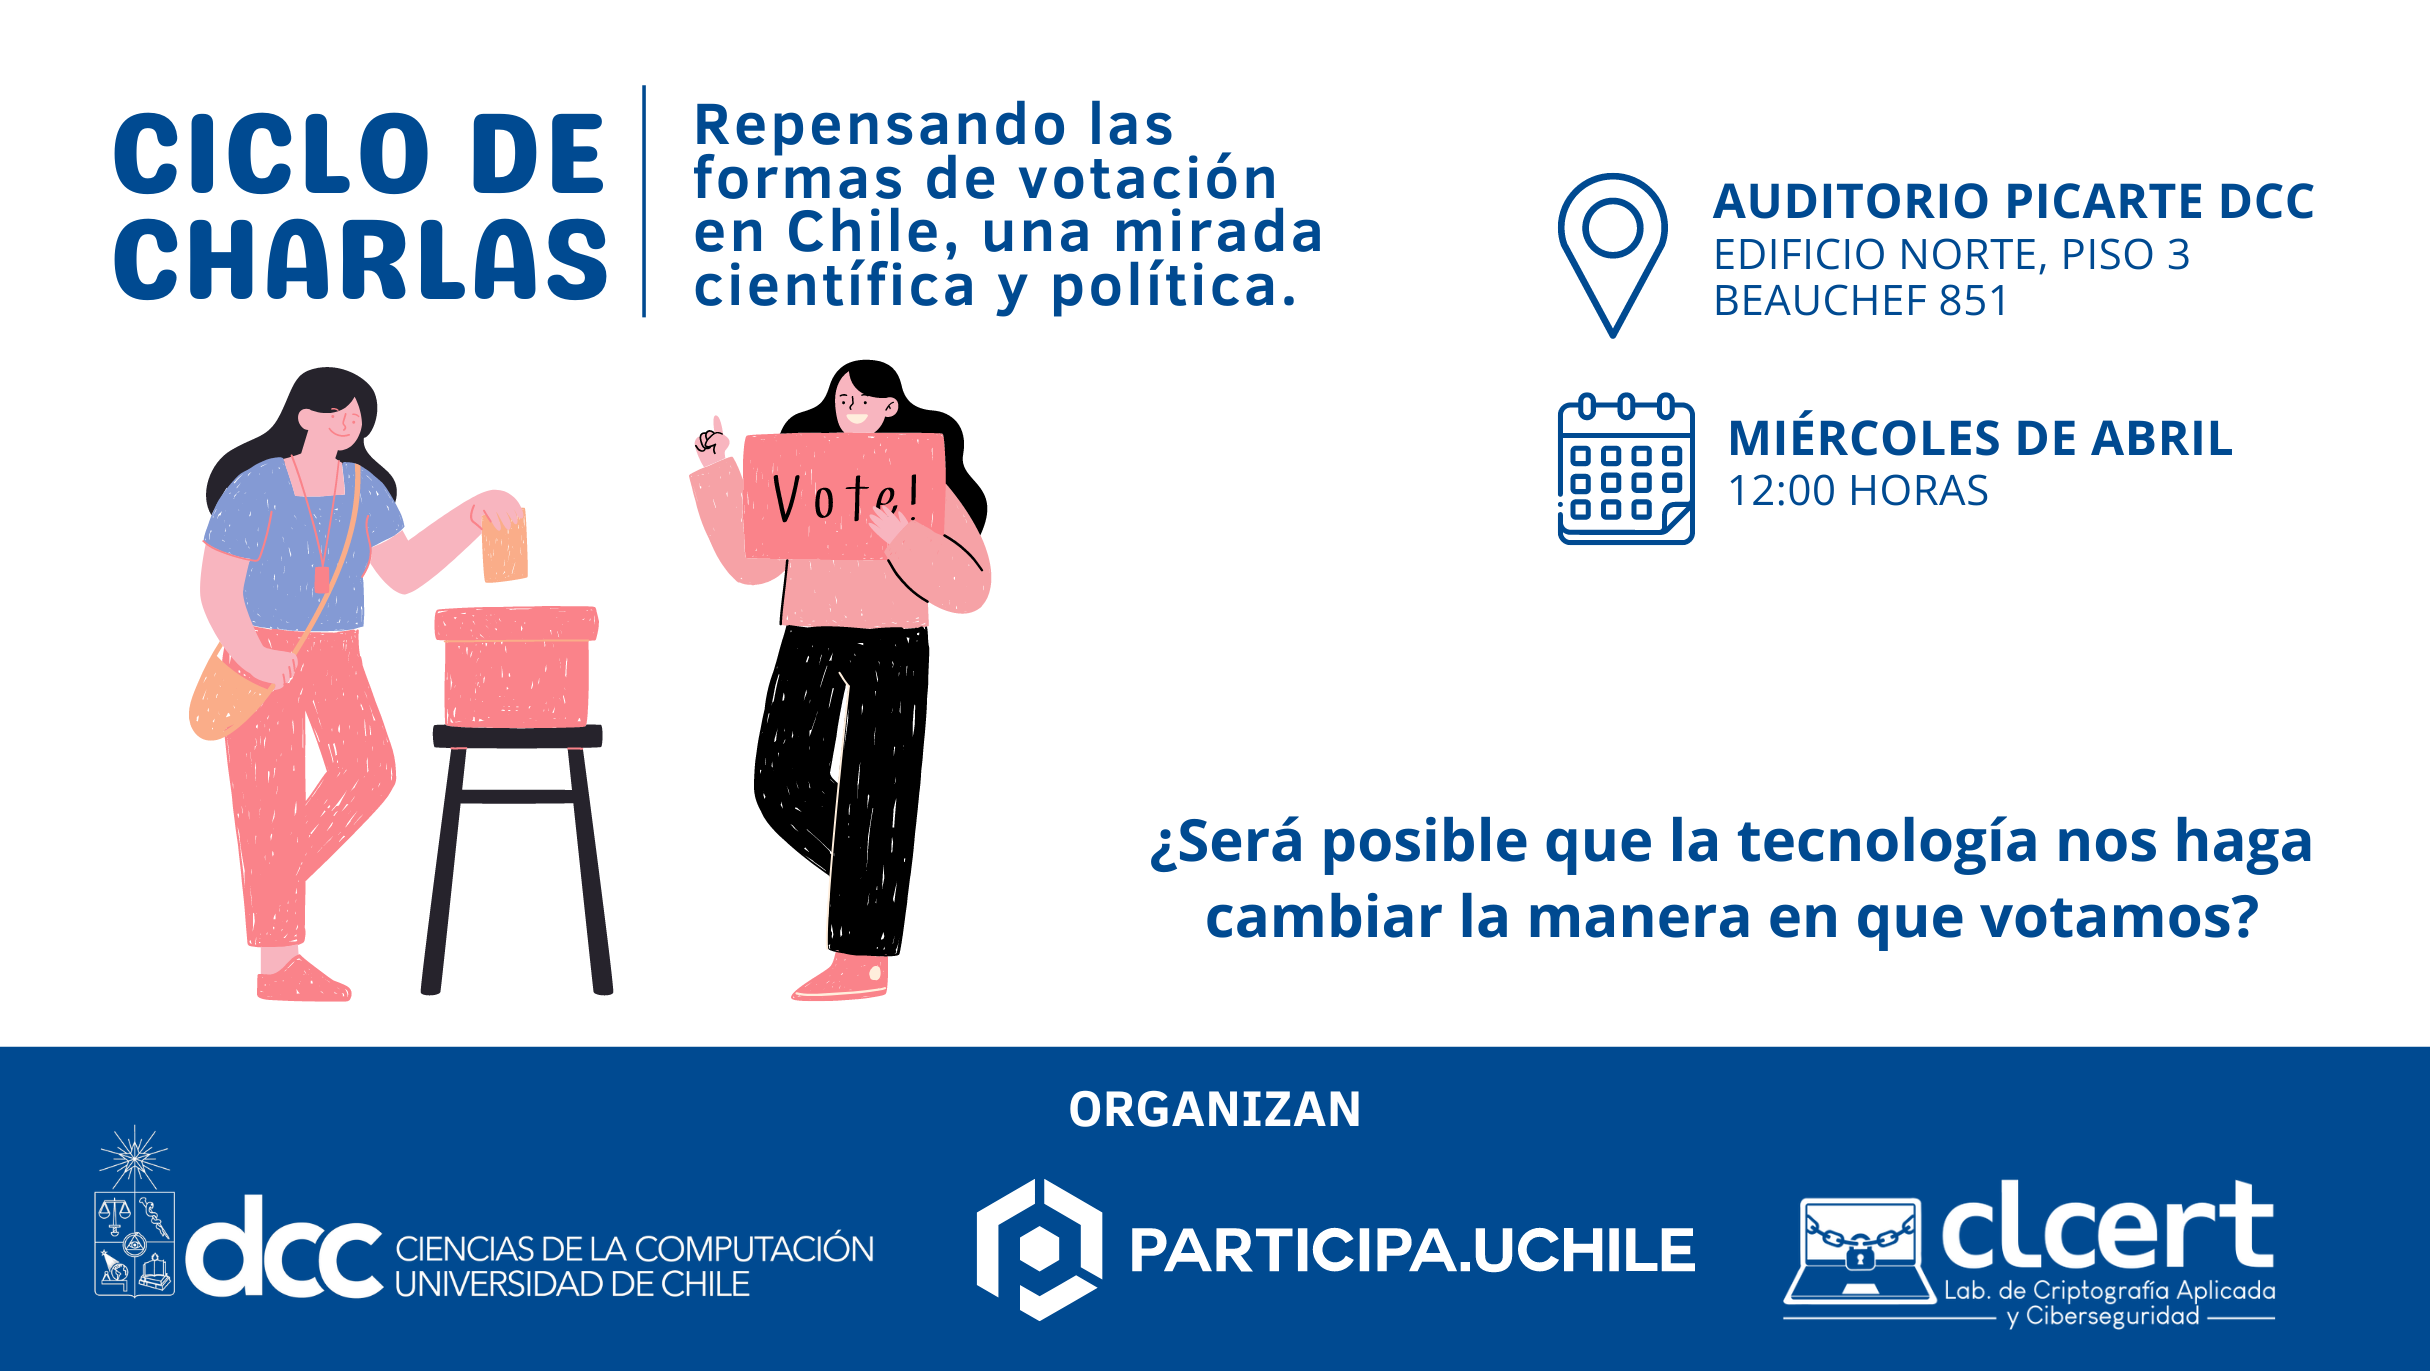 CICLO DE
CHARLAS
Repensando las
formas de votación
en Chile, una mirada
científica y política.
AUDITORIO PICARTE DCC
EDIFICIO NORTE, PISO 3
BEAUCHEF 851
MIÉRCOLES DE ABRIL
12:00 HORAS
Vote!
¿Será posible que la tecnología nos haga
cambiar la manera en que votamos?
ORGANIZAN
dcc
CIENCIAS DE LA COMPUTACIÓN
UNIVERSIDAD DE CHILE
PARTICIPA.UCHILE
clcert
Lab. de Criptografía Aplicada
y Ciberseguridad